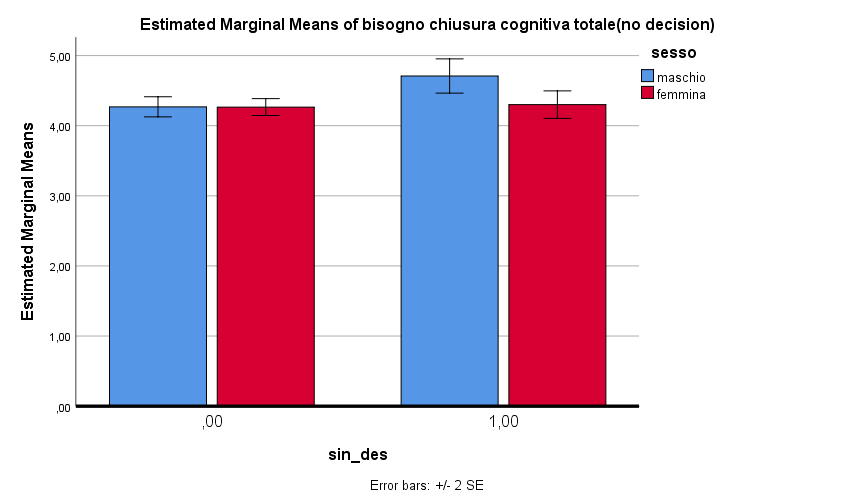 Estimated Marginal Means of bisogno chiusura cognitiva totale(no decision)
sesso
maschio
femmina
Estimated Marginal Means
5,00
4,00
3,00
2,00
1,00
,00
,00
1,00
sin_des
Error bars: +/- 2 SE